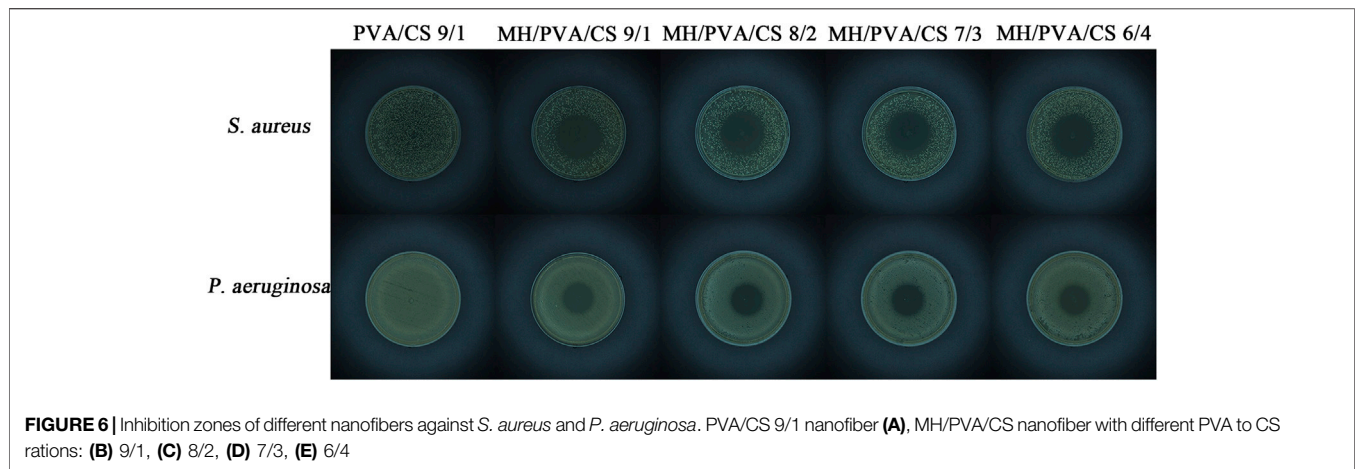 PVA/CS 9/1 MH/PVA/CS 9/1 MH/PVA/CS 8/2 MH/PVA/CS 7/3 MH/PVA/CS 6/4
S. aureus
P. aeruginosa
FIGURE 6 | Inhibition zones of different nanofibers against S. aureus and P. aeruginosa. PVA/CS 9/1 nanofiber (A), MH/PVA/CS nanofiber with different PVA to CS
rations: (B) 9/1, (C) 8/2, (D) 7/3, (E) 6/4